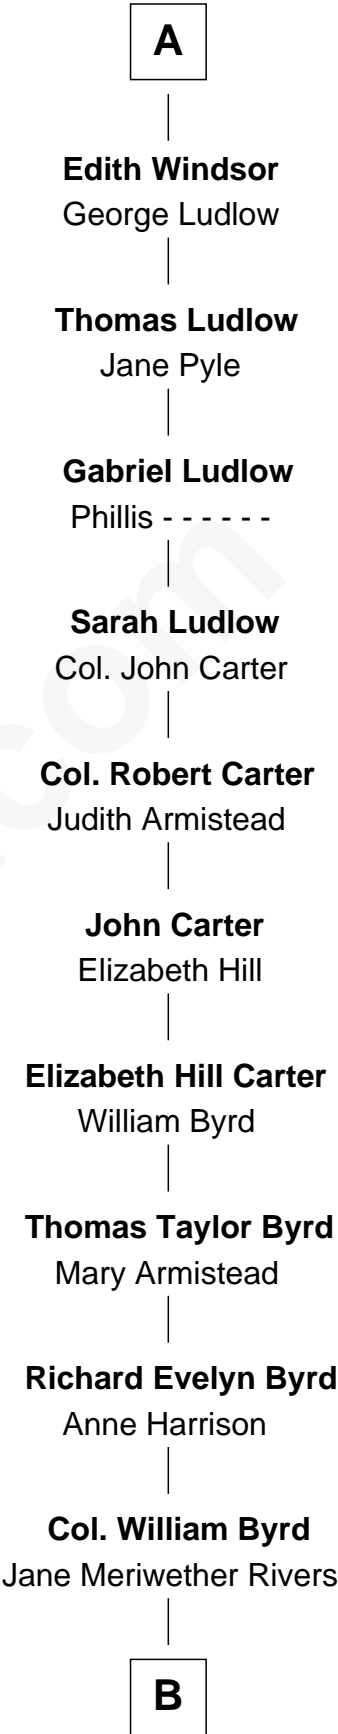 A
Edith Windsor
George Ludlow
Thomas Ludlow
Jane Pyle
Gabriel Ludlow
Phillis - - - - - -
Sarah Ludlow
Col. John Carter
Col. Robert Carter
Judith Armistead
John Carter
Elizabeth Hill
Elizabeth Hill Carter
William Byrd
Thomas Taylor Byrd
Mary Armistead
Richard Evelyn Byrd
Anne Harrison
Col. William Byrd
Jane Meriwether Rivers
B